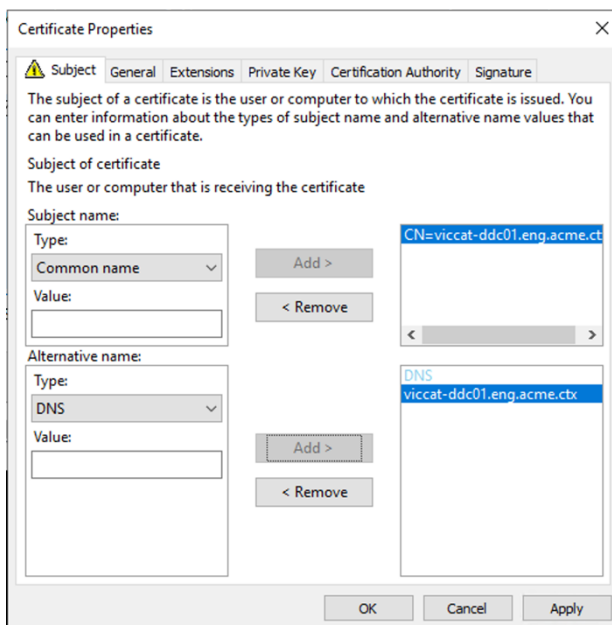 Certificate Properties
Subject General Extensions Private Key Certification Authority Signature
The subject of a certificate is the user or computer to which the certificate is issued. You
can enter information about the types of subject name and alternative name values that
can be used in a certificate.
Subject of certificate
The user or computer that is receiving the certificate
Subject name:
Type:
Common name
Value:
Add >
< Remove
CN=viccat-ddc01.eng.acme.ct
Alternative name:
Type:
DNS
Value:
Add >
< Remove
DNS
viccat-ddc01.eng.acme.ctx
OK Cancel Apply